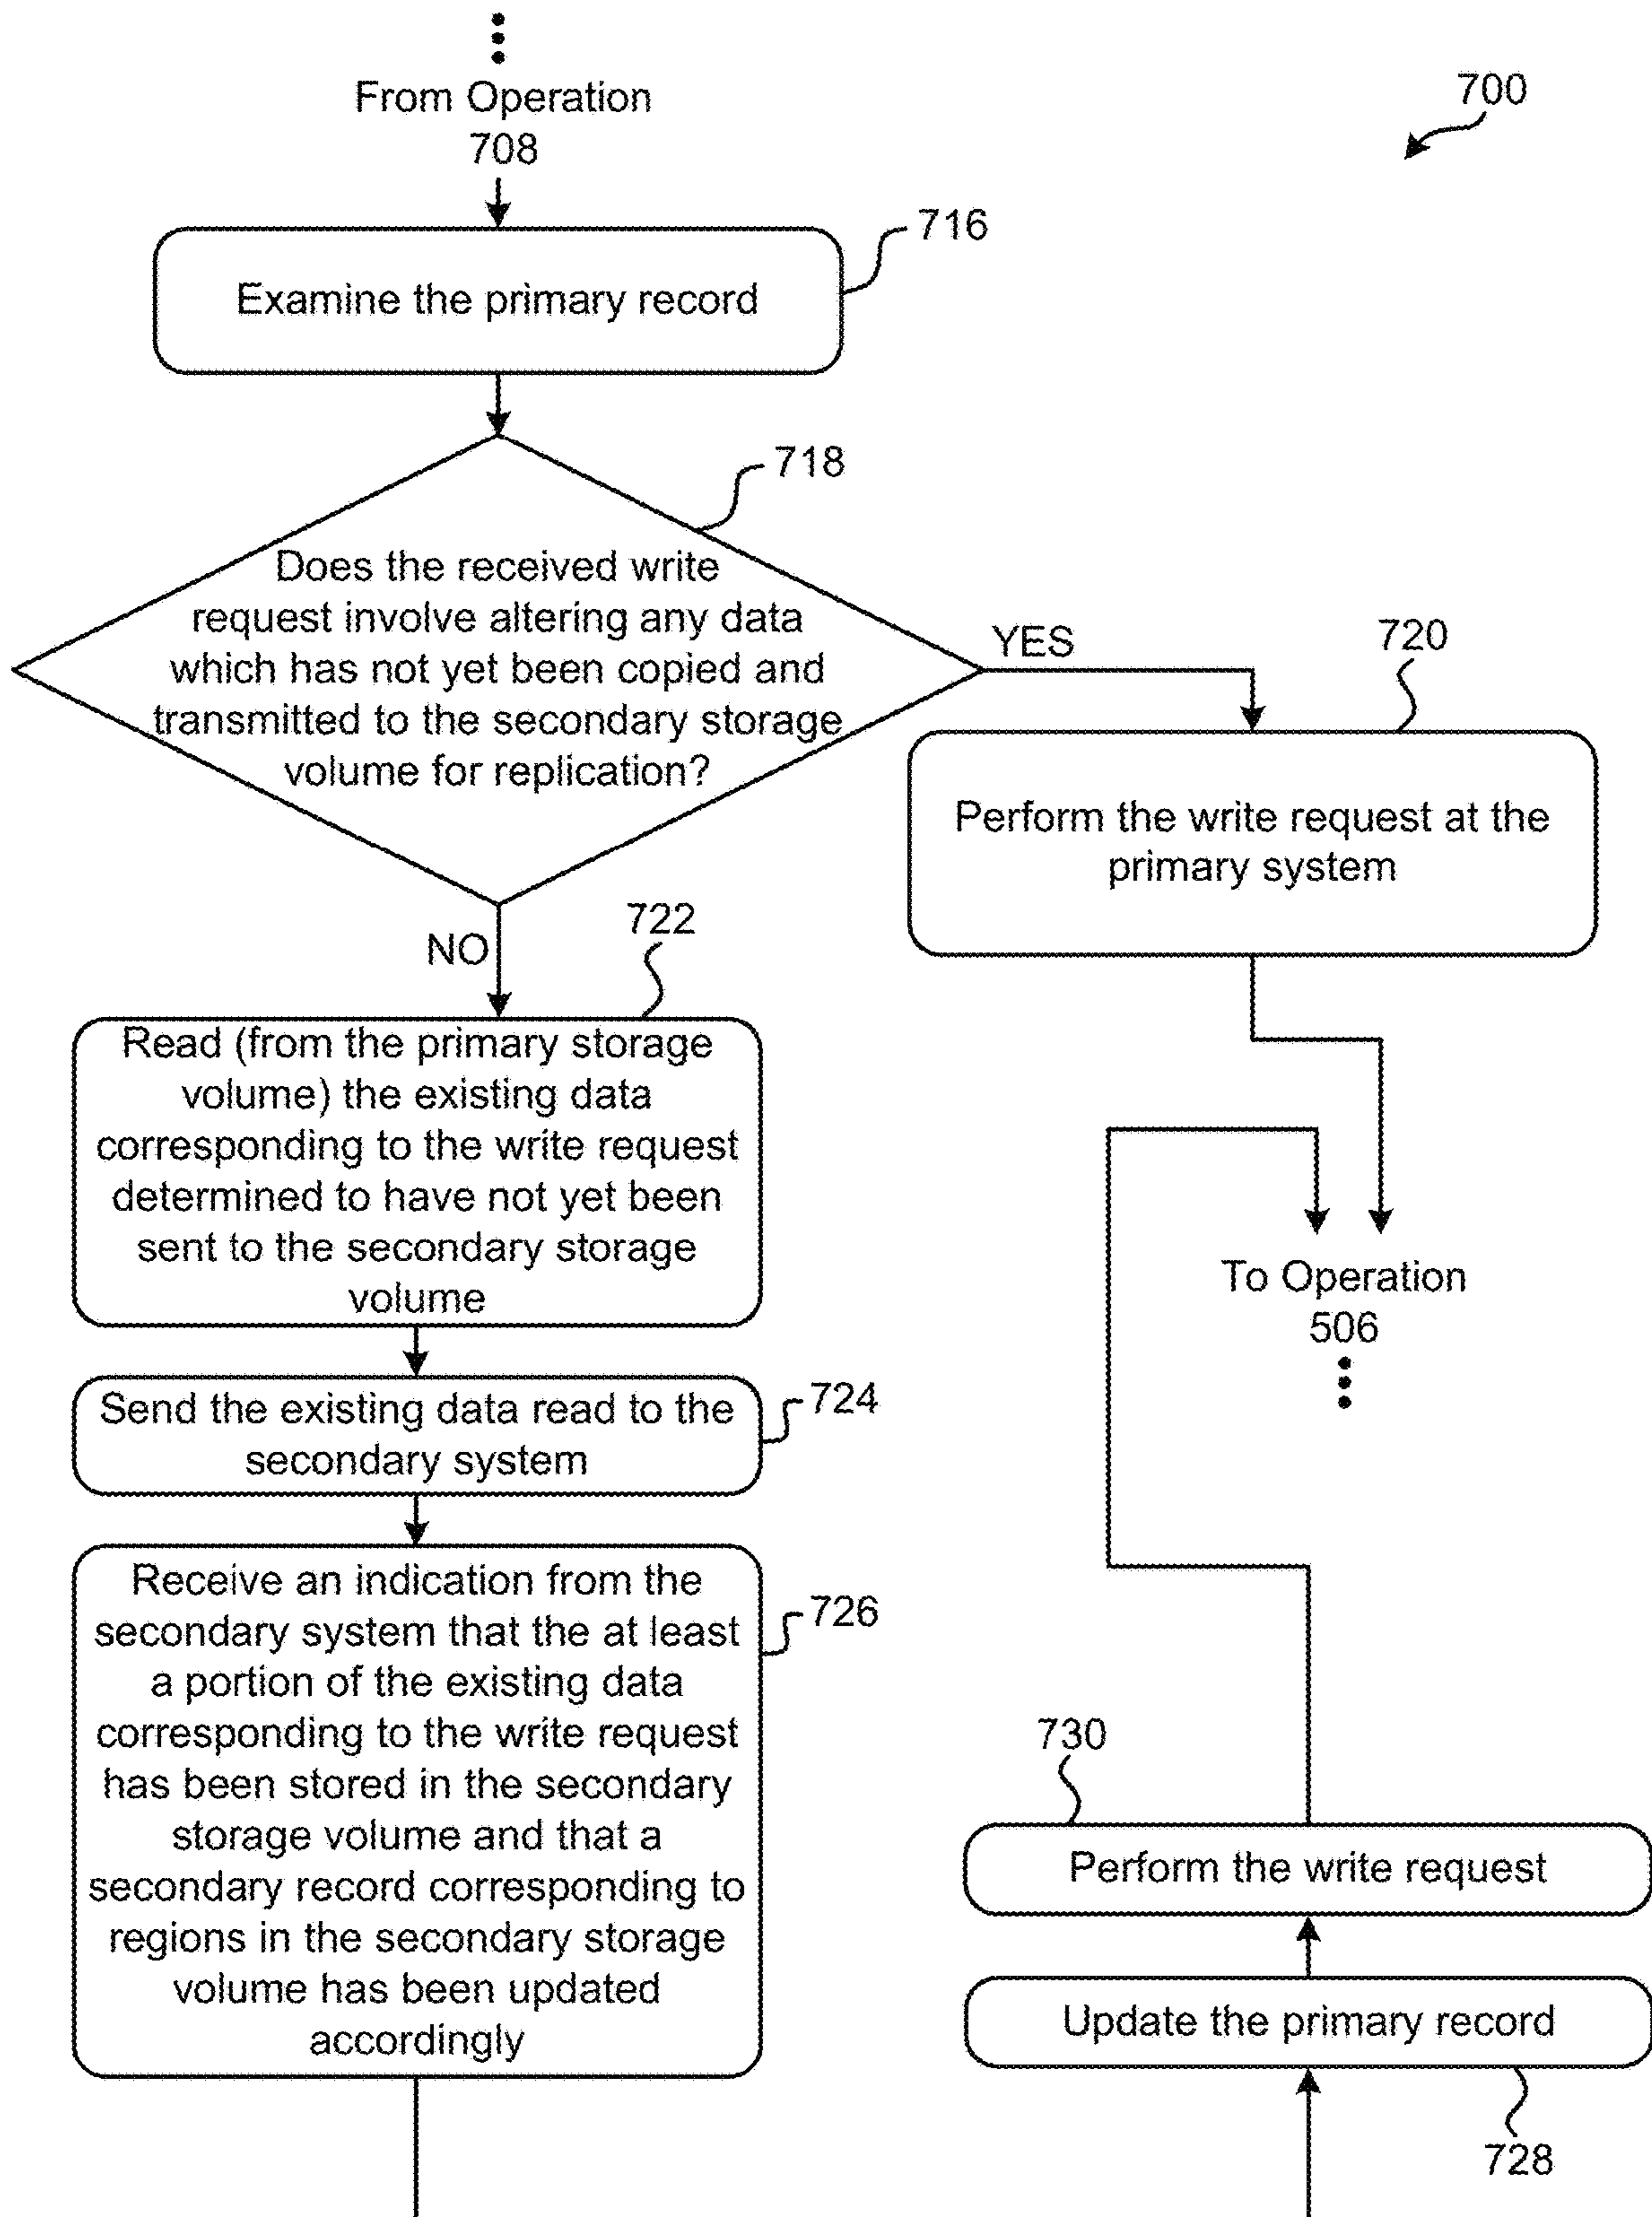 From Operation
708
700
716
Examine the primary record
718
Does the received write
request involve altering any data
which has not yet been copied and
transmitted to the secondary storage
volume for replication?
YES
720
Perform the write request at the
primary system
NO
722
Read (from the primary storage
volume) the existing data
corresponding to the write request
determined to have not yet been
sent to the secondary storage
volume
To Operation
506
Send the existing data read to the
secondary system
724
Receive an indication from the
secondary system that the at least
a portion of the existing data
corresponding to the write request
has been stored in the secondary
storage volume and that a
secondary record corresponding to
regions in the secondary storage
volume has been updated
accordingly
726
730
Perform the write request
Update the primary record
728